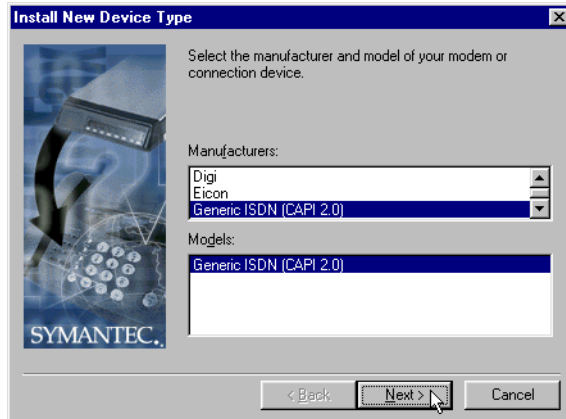 Install New Device Type
Select the manufacturer and model of your modem or
connection device.
Manufacturers:
Digi
Eicon
Generic ISDN (CAPI 2.0)
Models:
Generic ISDN (CAPI 2.0)
SYMANTEC.
< Back
Next >
Cancel